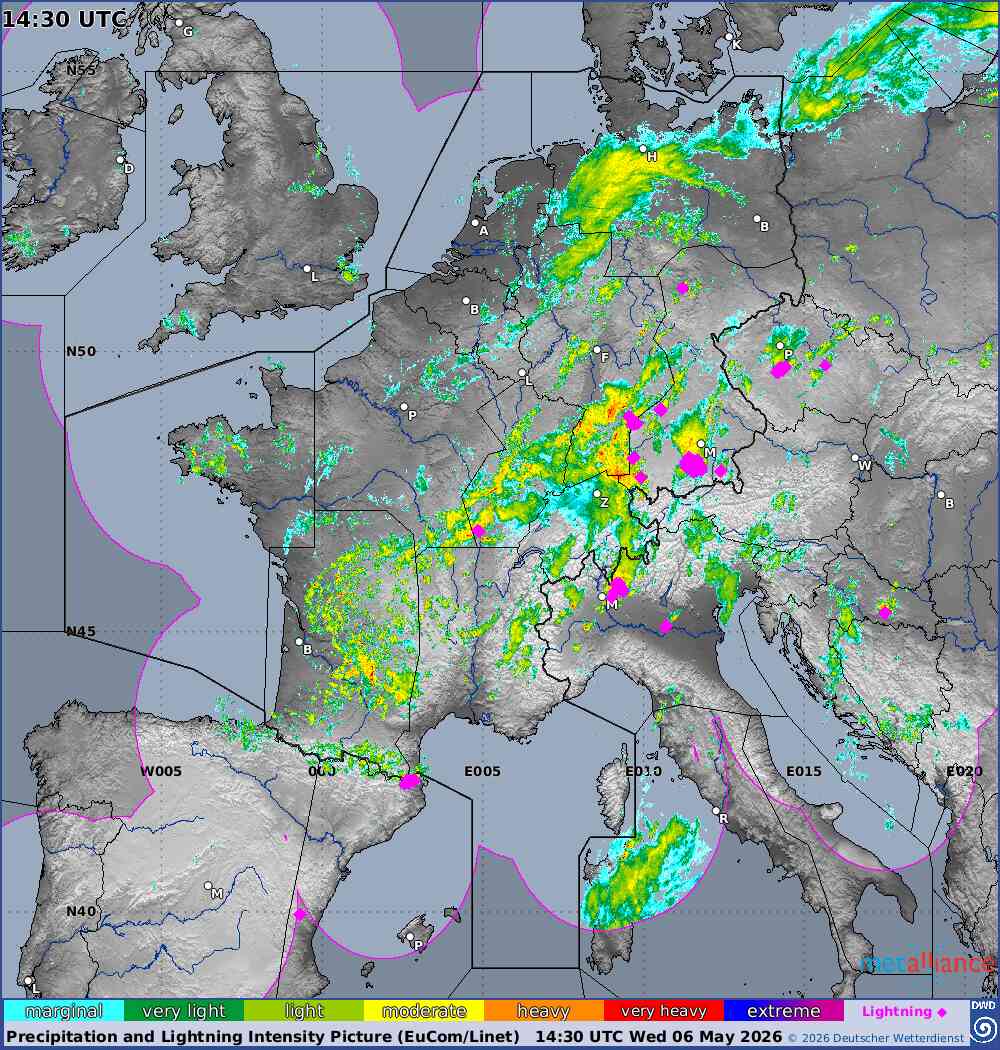 14:30 UTC
G
K
N55
H
D
A
B
L
B
N50
P
F
L
P
M
W
B
Z
M
N45
B
W005
000
E005
E010
E015
E020
R
M
N40
P
L
metalliance
marginal very light light moderate heavy very heavy extreme Lightning
DWD
Precipitation and Lightning Intensity Picture (EuCom/Linet) 14:30 UTC Wed 06 May 2026 © 2026 Deutscher Wetterdienst